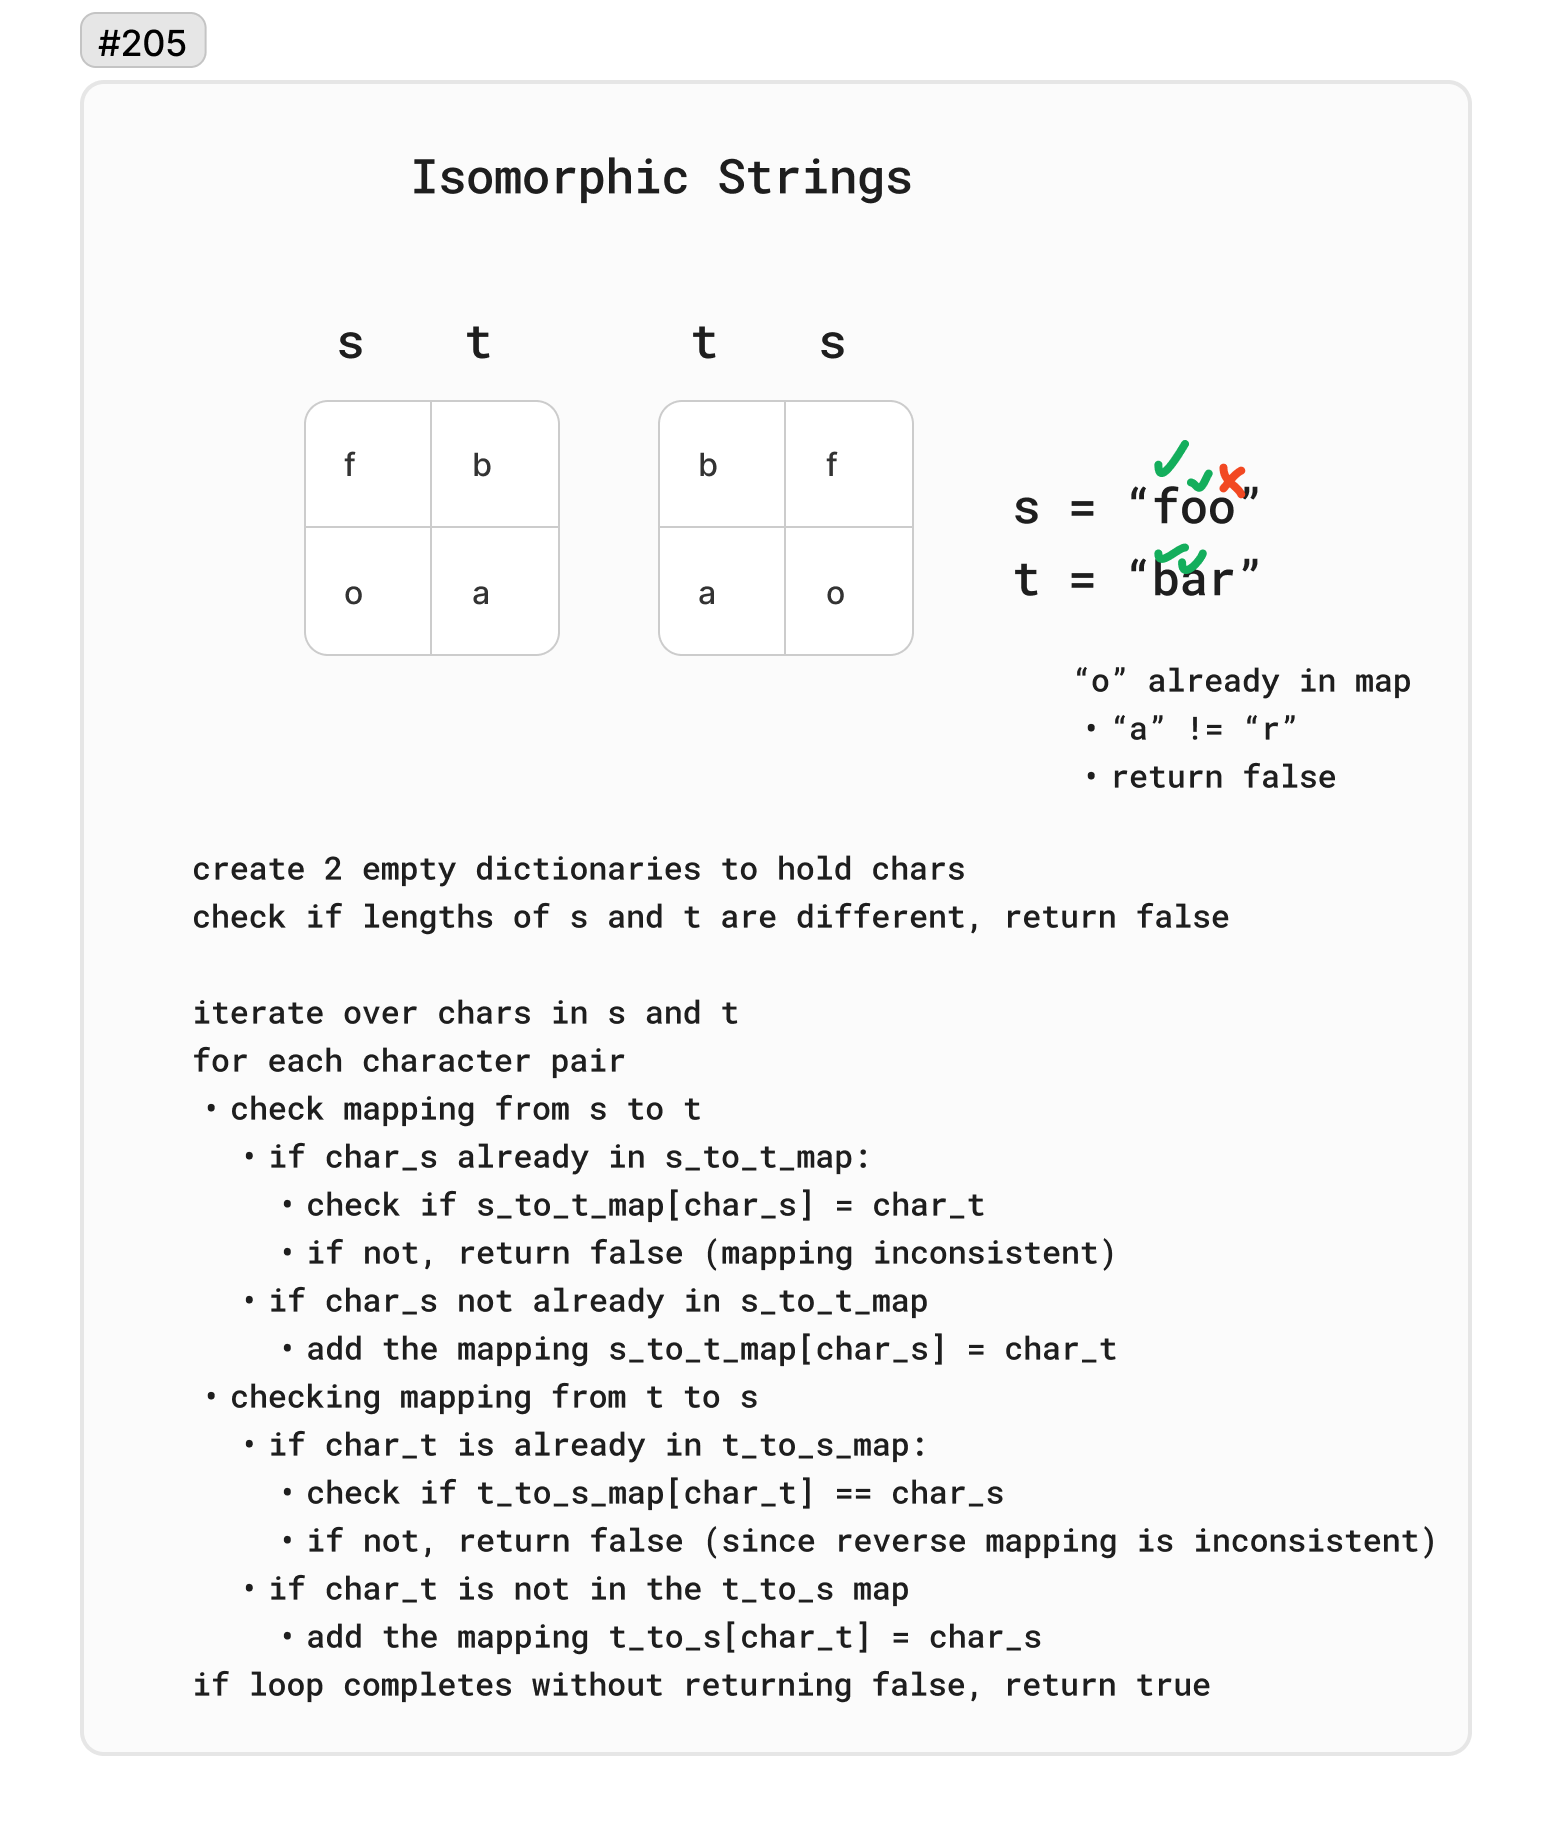 #205
Isomorphic Strings
s t t s
f b b f
o a a o
s = “foo”
t = “bar”
“o” already in map
• “a” != “r”
• return false
create 2 empty dictionaries to hold chars
check if lengths of s and t are different, return false
iterate over chars in s and t
for each character pair
• check mapping from s to t
• if char_s already in s_to_t_map:
• check if s_to_t_map[char_s] = char_t
• if not, return false (mapping inconsistent)
• if char_s not already in s_to_t_map
• add the mapping s_to_t_map[char_s] = char_t
• checking mapping from t to s
• if char_t is already in t_to_s_map:
• check if t_to_s_map[char_t] == char_s
• if not, return false (since reverse mapping is inconsistent)
• if char_t is not in the t_to_s map
• add the mapping t_to_s[char_t] = char_s
if loop completes without returning false, return true